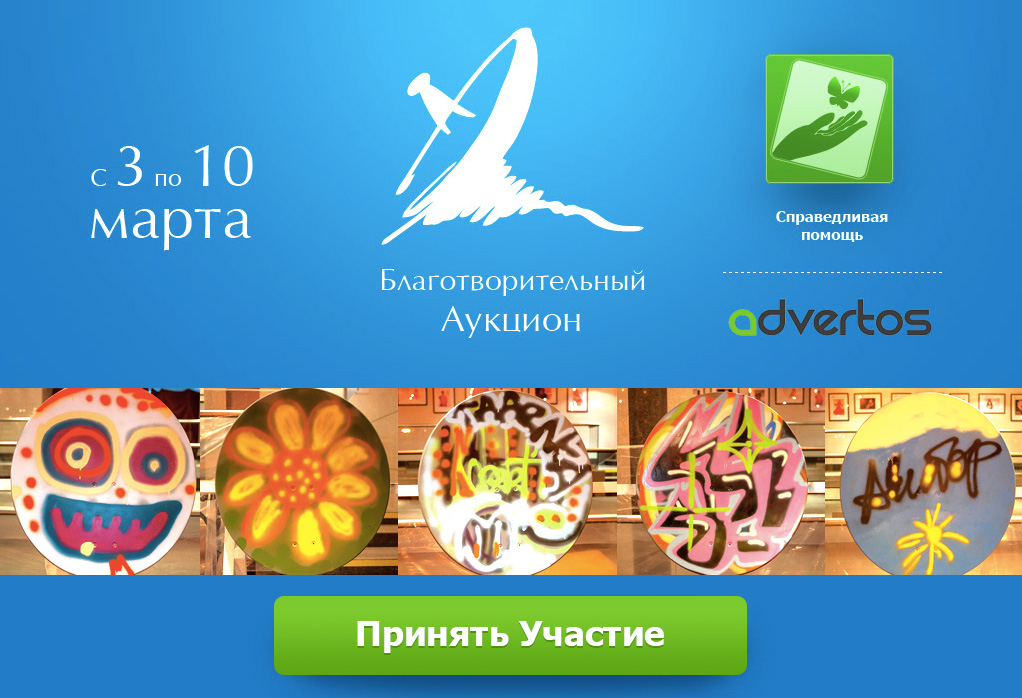 с 3 по 10
марта
Благотворительный
Аукцион
Справедливая
помощь
advertos
Принять Участие